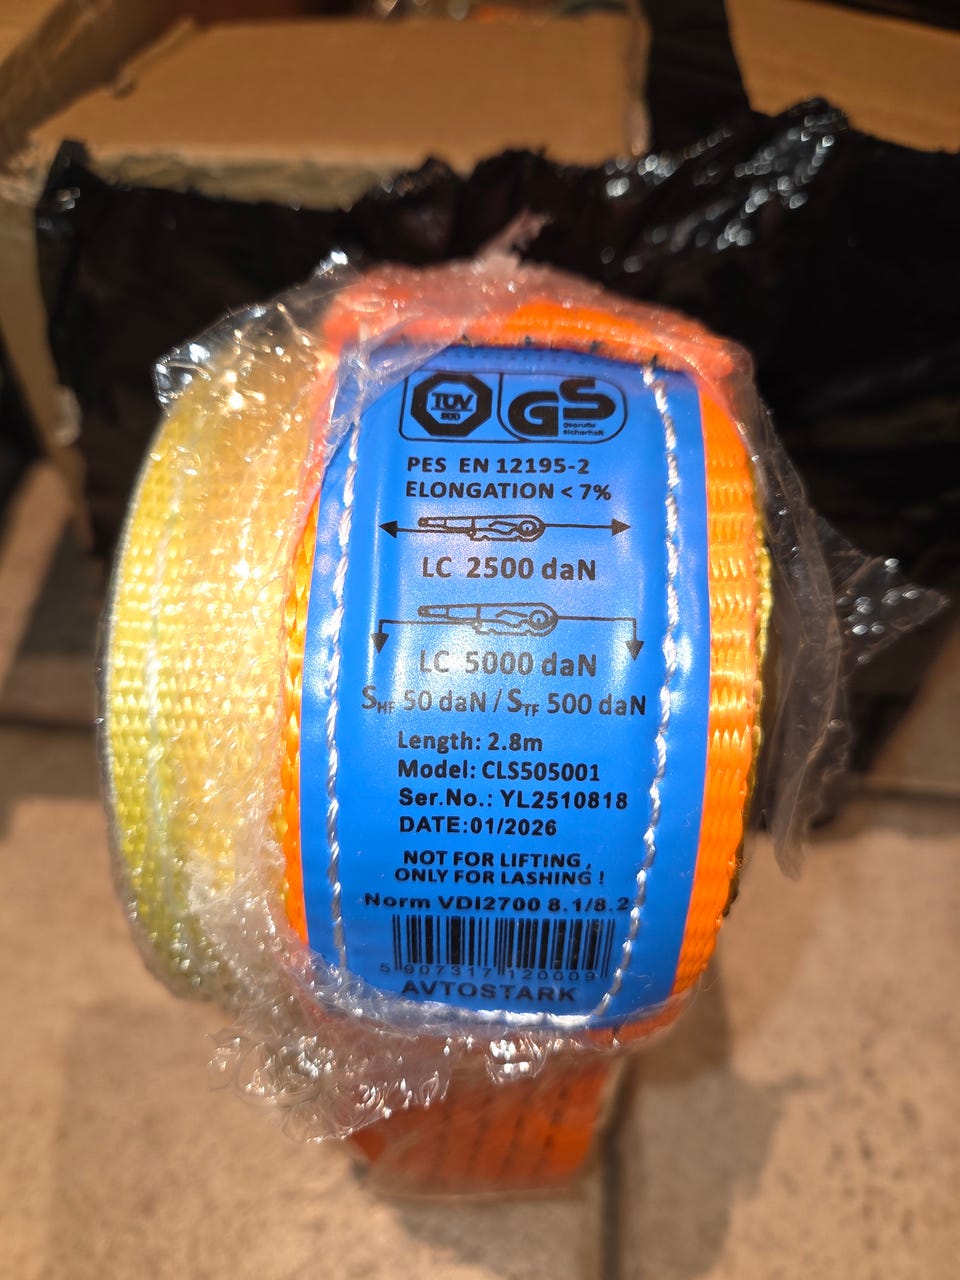 TÜV
SÜD
GS
geprüfte
sicherheit
PES EN 12195-2
ELONGATION < 7%
LC 2500 daN
LC 5000 daN
SHF 50 daN / STF 500 daN
Length: 2.8m
Model: CLS505001
Ser.No.: YL2510818
DATE:01/2026
NOT FOR LIFTING,
ONLY FOR LASHING !
Norm VDI2700 8.1/8.2
5 907317 120009
AVTOSTARK